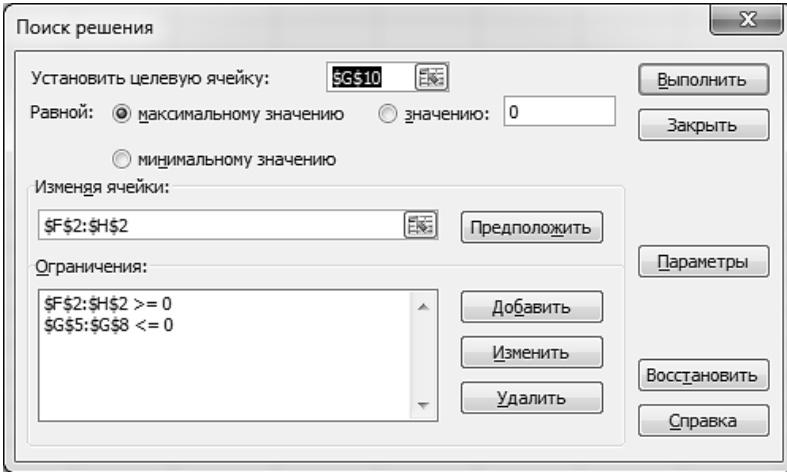 Поиск решения
Установить целевую ячейку: $G$10
Выполнить
Равной: максимальному значению значению: 0
Закрыть
минимальному значению
Изменяя ячейки:
$F$2:$H$2
Предположить
Параметры
Ограничения:
$F$2:$H$2 >= 0
$G$5:$G$8 <= 0
Добавить
Изменить
Удалить
Восстановить
Справка